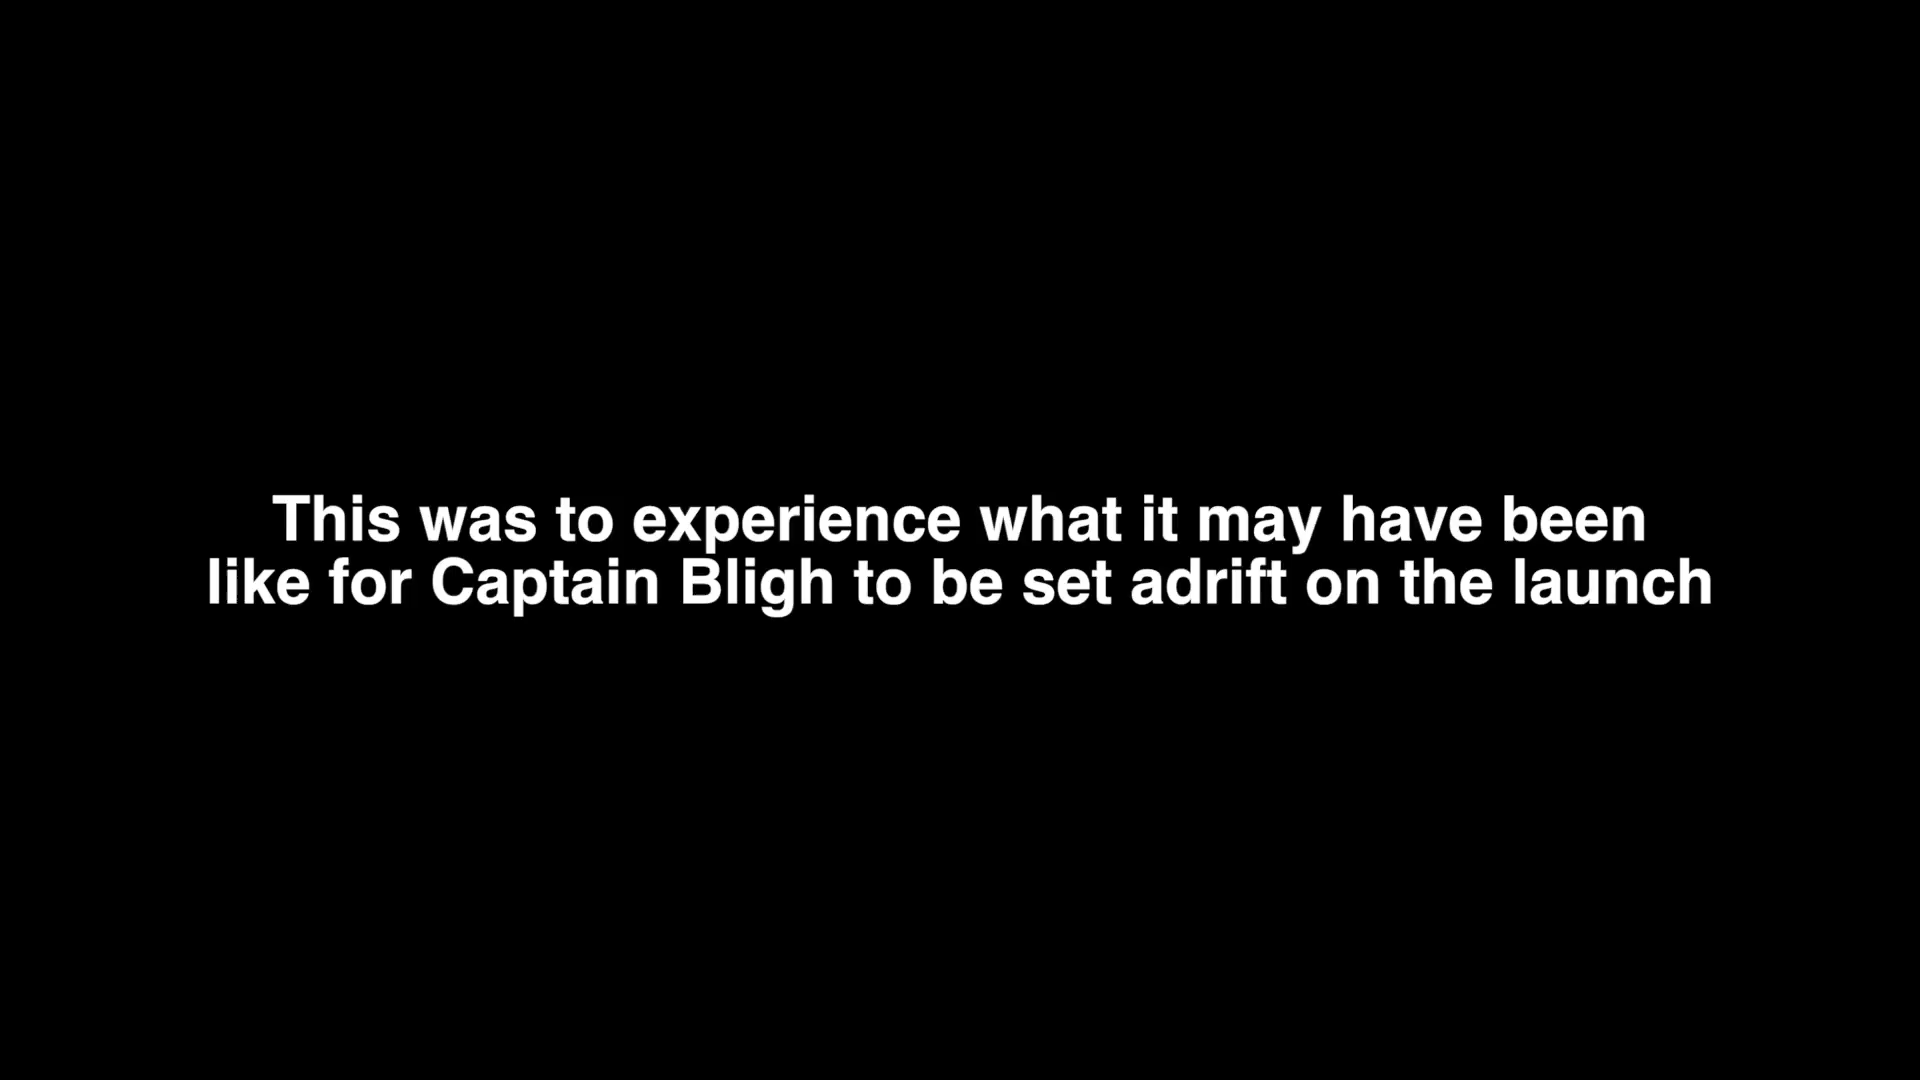 This was to experience what it may have been
like for Captain Bligh to be set adrift on the launch